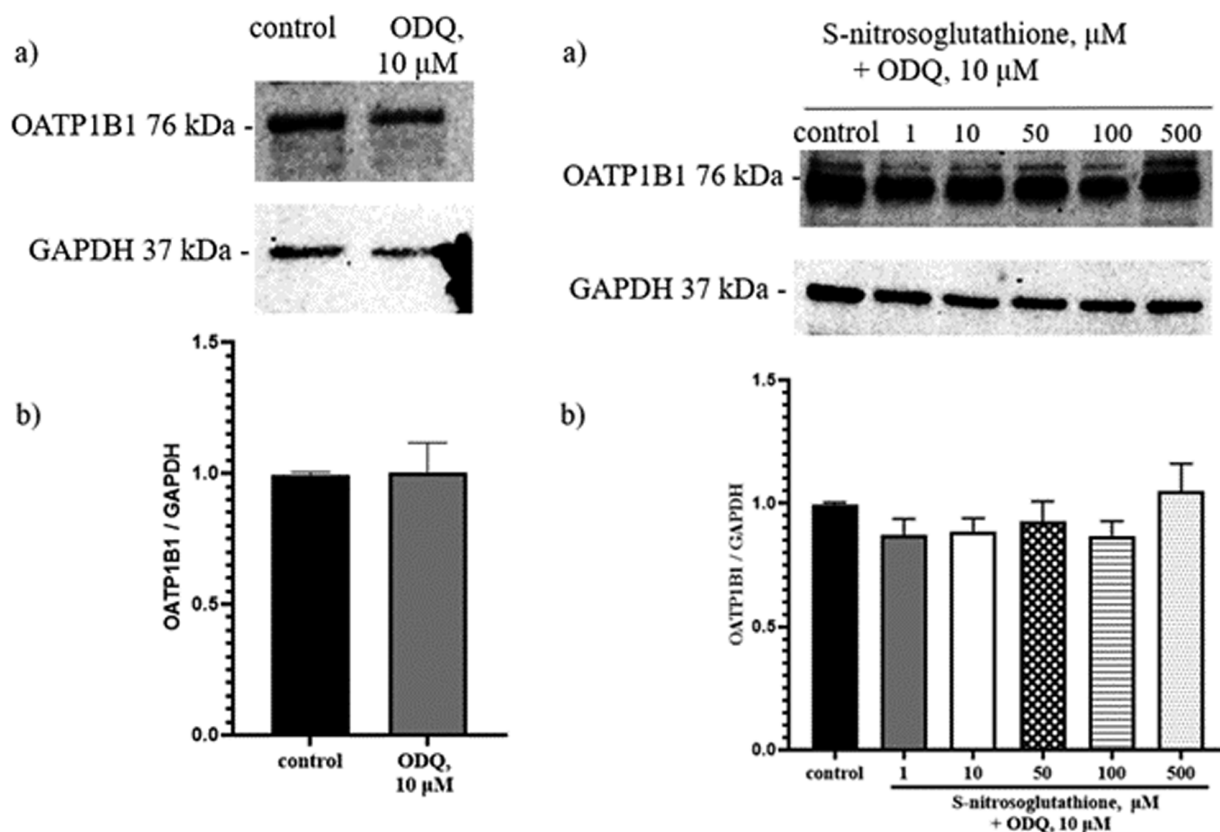 a)
control
ODQ,
10 μM
OATP1B1 76 kDa -
GAPDH 37 kDa -
b)
1.5
1.0
0.5
0.0
OATP1B1 / GAPDH
control
ODQ,
10 μM
a)
S-nitrosoglutathione, μM
+ ODQ, 10 μM
control 1 10 50 100 500
OATP1B1 76 kDa -
GAPDH 37 kDa -
b)
1.5
1.0
0.5
0.0
OATP1B1 / GAPDH
control 1 10 50 100 500
S-nitrosoglutathione, μM
+ ODQ, 10 μM